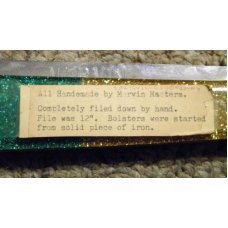 All Handmade by Marvin Masters.
Completely filed down by hand.
File was 12". Bolsters were started
from solid piece of iron.